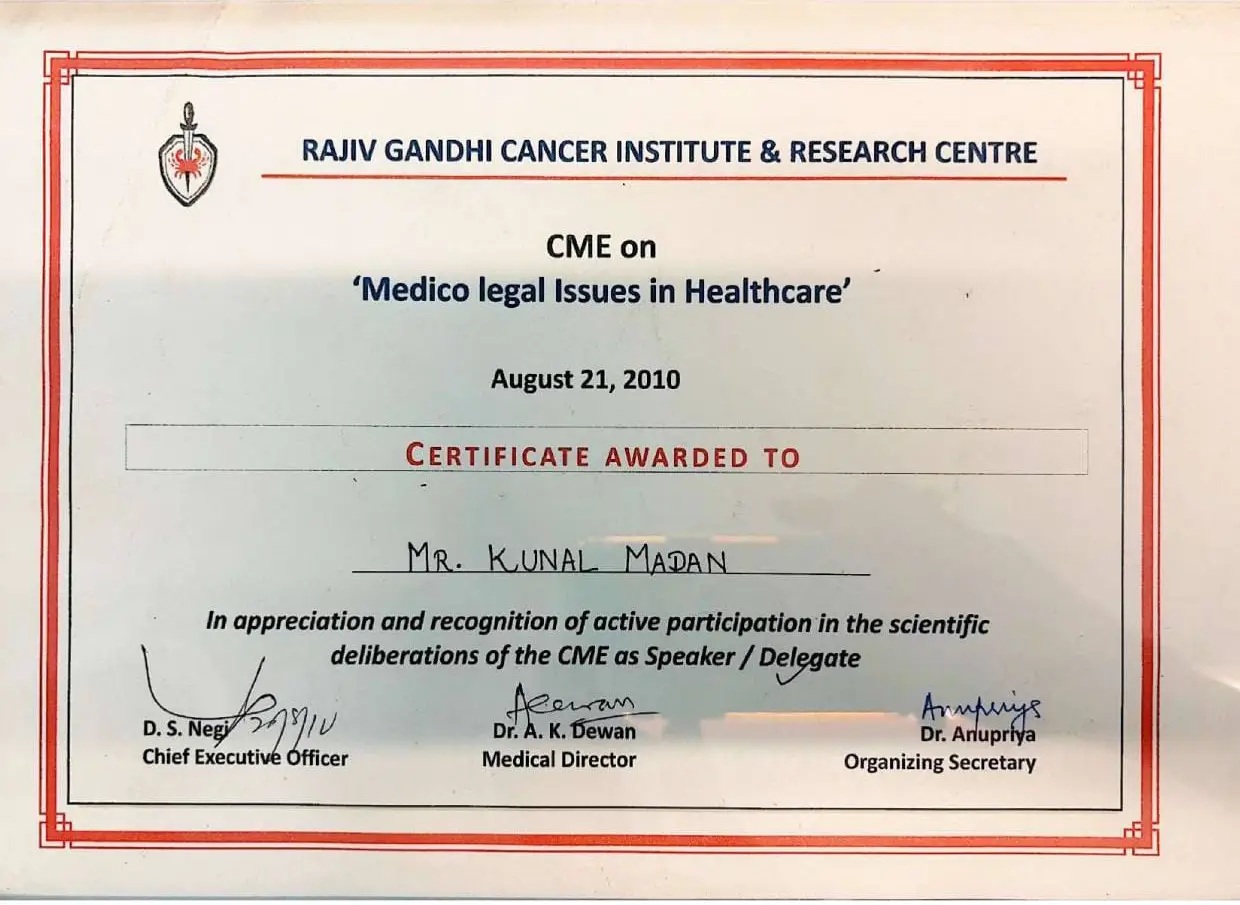 RAJIV GANDHI CANCER INSTITUTE & RESEARCH CENTRE
CME on
‘Medico legal Issues in Healthcare’
August 21, 2010
CERTIFICATE AWARDED TO
MR. KUNAL MADAN
In appreciation and recognition of active participation in the scientific
deliberations of the CME as Speaker / Delegate
Anupriya
D. S. Negi
Dr. A. K. Dewan
Dr. Anupriya
Chief Executive Officer
Medical Director
Organizing Secretary